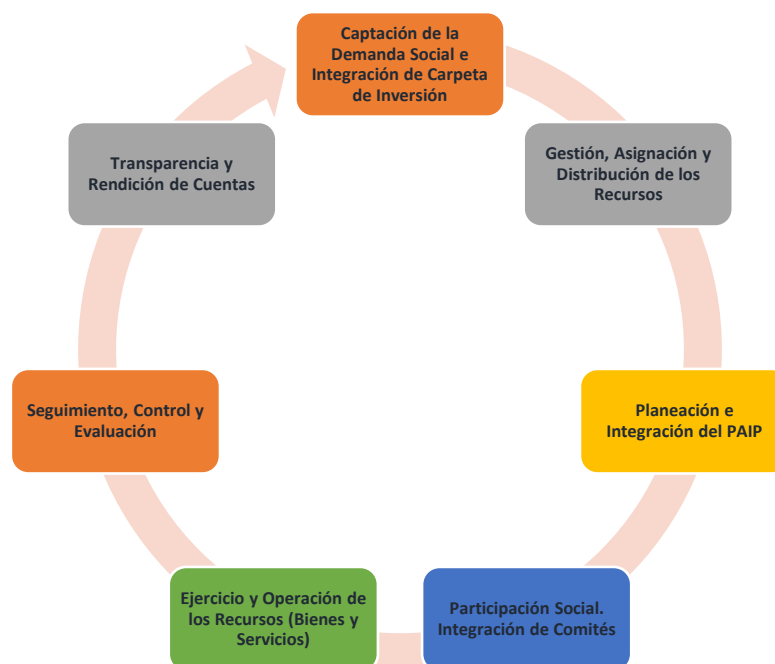 Captación de la
Demanda Social e
Integración de Carpeta
de Inversión
Gestión, Asignación y
Distribución de los
Recursos
Planeación e
Integración del PAIP
Participación Social.
Integración de Comités
Ejercicio y Operación de
los Recursos (Bienes y
Servicios)
Seguimiento, Control y
Evaluación
Transparencia y
Rendición de Cuentas